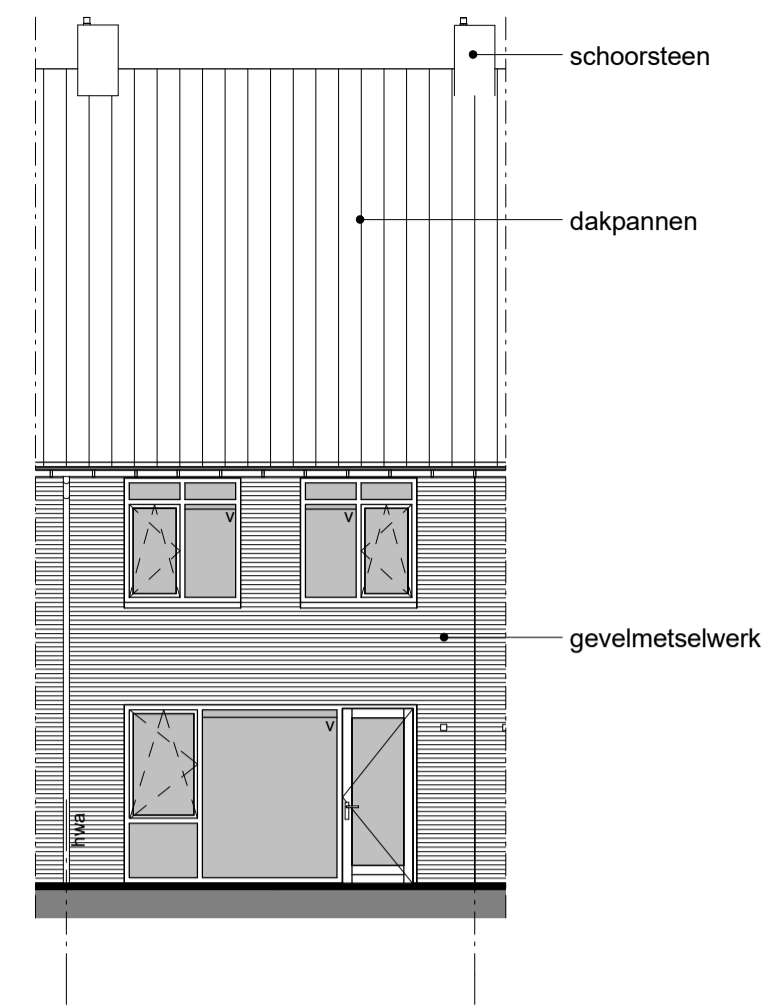 schoorsteen
dakpannen
v
v
gevelmetselwerk
v
hwa